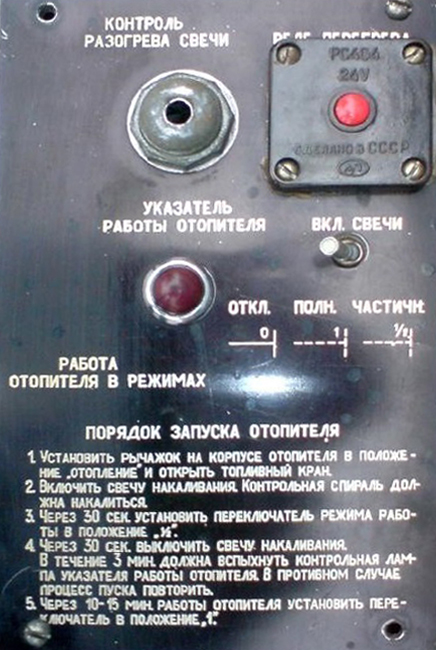 КОНТРОЛЬ
РАЗОГРЕВА СВЕЧИ
РЕЛЕ ПЕРЕГРЕВА
РС404
24V
СДЕЛАНО В СССР
УКАЗАТЕЛЬ
РАБОТЫ ОТОПИТЕЛЯ
ВКЛ. СВЕЧИ
ОТКЛ. ПОЛН. ЧАСТИЧН.
0 1 ½
РАБОТА
ОТОПИТЕЛЯ В РЕЖИМАХ
ПОРЯДОК ЗАПУСКА ОТОПИТЕЛЯ
1. УСТАНОВИТЬ РЫЧАЖОК НА КОРПУСЕ ОТОПИТЕЛЯ В ПОЛОЖЕ-
НИЕ „ОТОПЛЕНИЕ" И ОТКРЫТЬ ТОПЛИВНЫЙ КРАН.
2. ВКЛЮЧИТЬ СВЕЧУ НАКАЛИВАНИЯ. КОНТРОЛЬНАЯ СПИРАЛЬ ДОЛ-
ЖНА НАКАЛИТЬСЯ.
3. ЧЕРЕЗ 30 СЕК. УСТАНОВИТЬ ПЕРЕКЛЮЧАТЕЛЬ РЕЖИМА РАБО-
ТЫ В ПОЛОЖЕНИЕ „½".
4. ЧЕРЕЗ 30 СЕК. ВЫКЛЮЧИТЬ СВЕЧУ НАКАЛИВАНИЯ.
В ТЕЧЕНИЕ 3 МИН. ДОЛЖНА ВСПЫХНУТЬ КОНТРОЛЬНАЯ ЛАМ-
ПА УКАЗАТЕЛЯ РАБОТЫ ОТОПИТЕЛЯ. В ПРОТИВНОМ СЛУЧАЕ
ПРОЦЕСС ПУСКА ПОВТОРИТЬ.
5. ЧЕРЕЗ 10-15 МИН. РАБОТЫ ОТОПИТЕЛЯ УСТАНОВИТЬ ПЕРЕ-
КЛЮЧАТЕЛЬ В ПОЛОЖЕНИЕ „1".